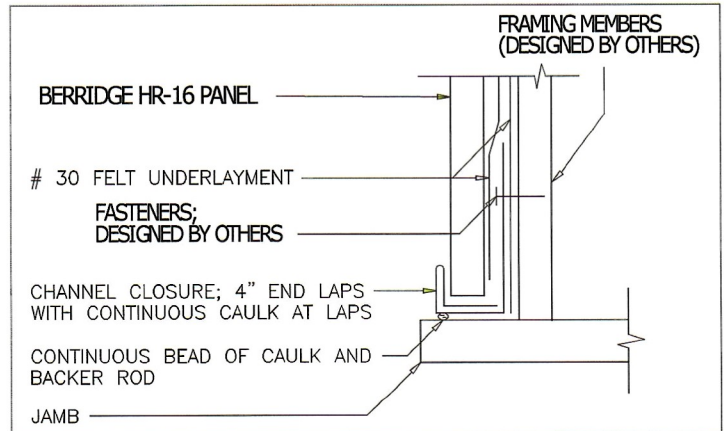 FRAMING MEMBERS
(DESIGNED BY OTHERS)
BERRIDGE HR-16 PANEL
# 30 FELT UNDERLAYMENT
FASTENERS;
DESIGNED BY OTHERS
CHANNEL CLOSURE; 4" END LAPS
WITH CONTINUOUS CAULK AT LAPS
CONTINUOUS BEAD OF CAULK AND
BACKER ROD
JAMB